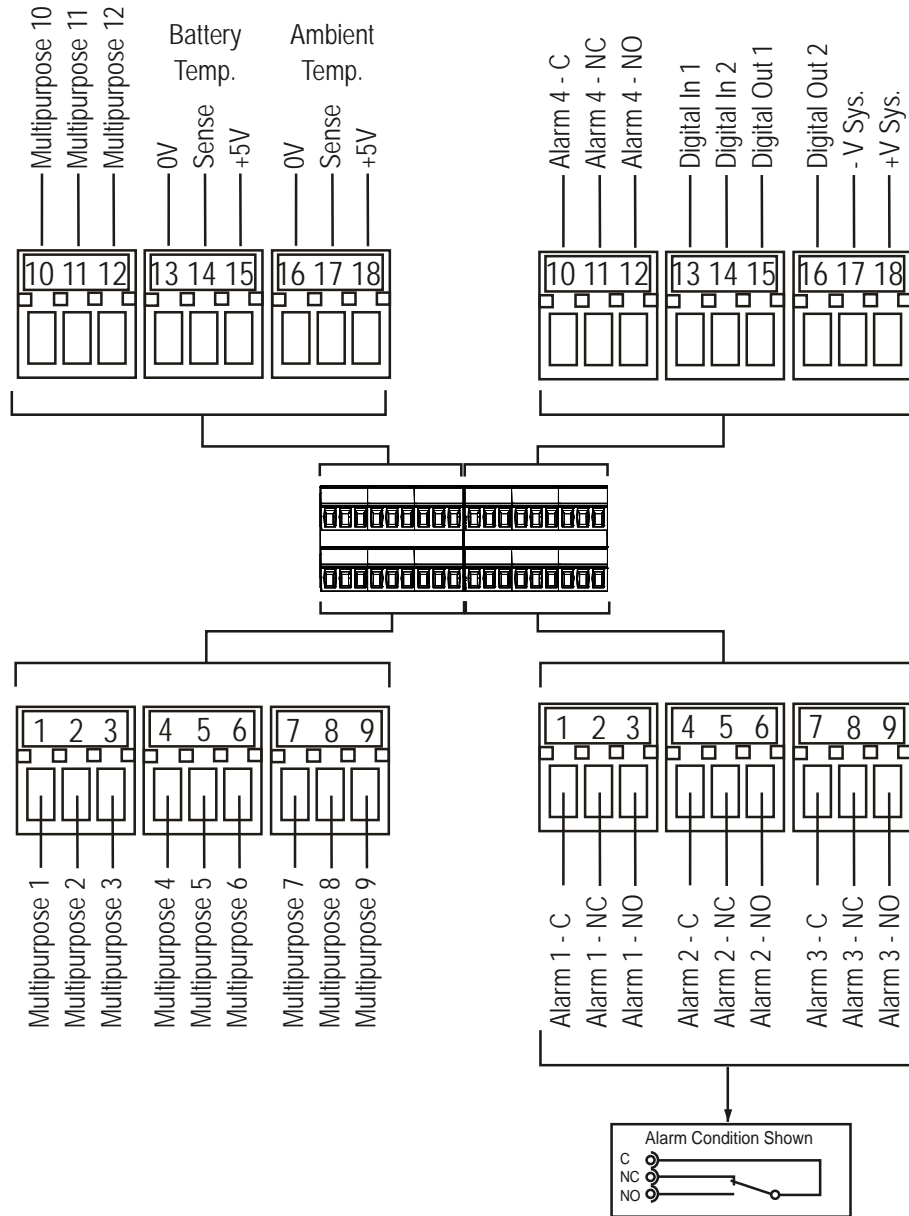 Multipurpose 10
Multipurpose 11
Multipurpose 12
Battery
Temp.
0V
Sense
+5V
Ambient
Temp.
0V
Sense
+5V
10 11 12
13 14 15
16 17 18
Alarm 4 - C
Alarm 4 - NC
Alarm 4 - NO
Digital In 1
Digital In 2
Digital Out 1
Digital Out 2
- V Sys.
+V Sys.
10 11 12
13 14 15
16 17 18
1 2 3
4 5 6
7 8 9
Multipurpose 1
Multipurpose 2
Multipurpose 3
Multipurpose 4
Multipurpose 5
Multipurpose 6
Multipurpose 7
Multipurpose 8
Multipurpose 9
1 2 3
4 5 6
7 8 9
Alarm 1 - C
Alarm 1 - NC
Alarm 1 - NO
Alarm 2 - C
Alarm 2 - NC
Alarm 2 - NO
Alarm 3 - C
Alarm 3 - NC
Alarm 3 - NO
Alarm Condition Shown
C
NC
NO